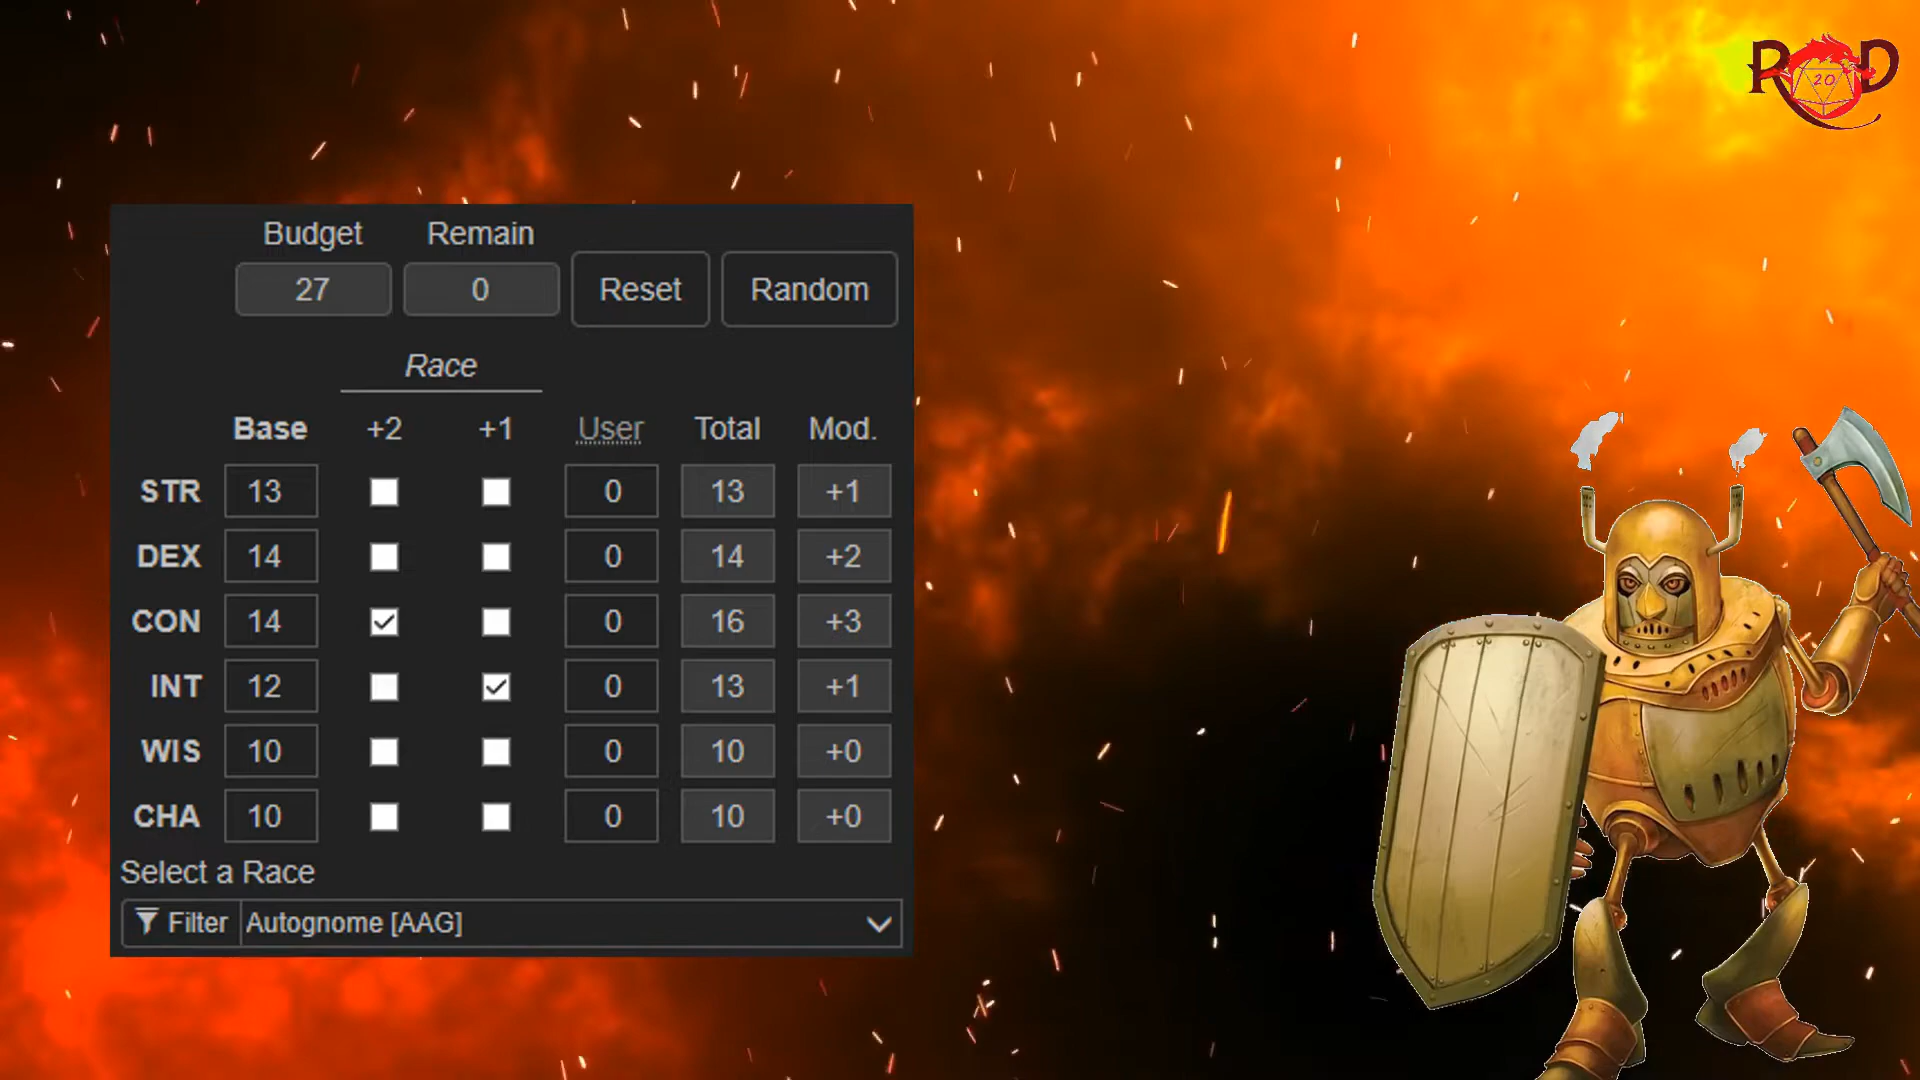 R D
20
Budget Remain
27 0 Reset Random
Race
Base +2 +1 User Total Mod.
STR 13 0 13 +1
DEX 14 0 14 +2
CON 14 0 16 +3
INT 12 0 13 +1
WIS 10 0 10 +0
CHA 10 0 10 +0
Select a Race
Filter Autognome [AAG]